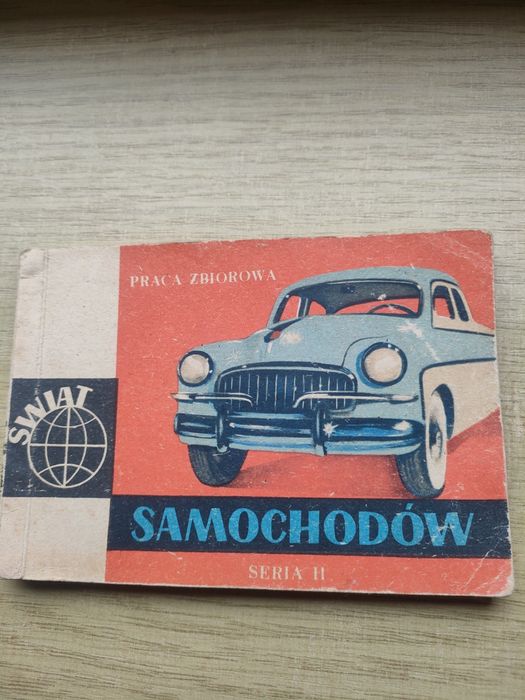 PRACA ZBIOROWA
ŚWIAT
SAMOCHODÓW
SERIA II